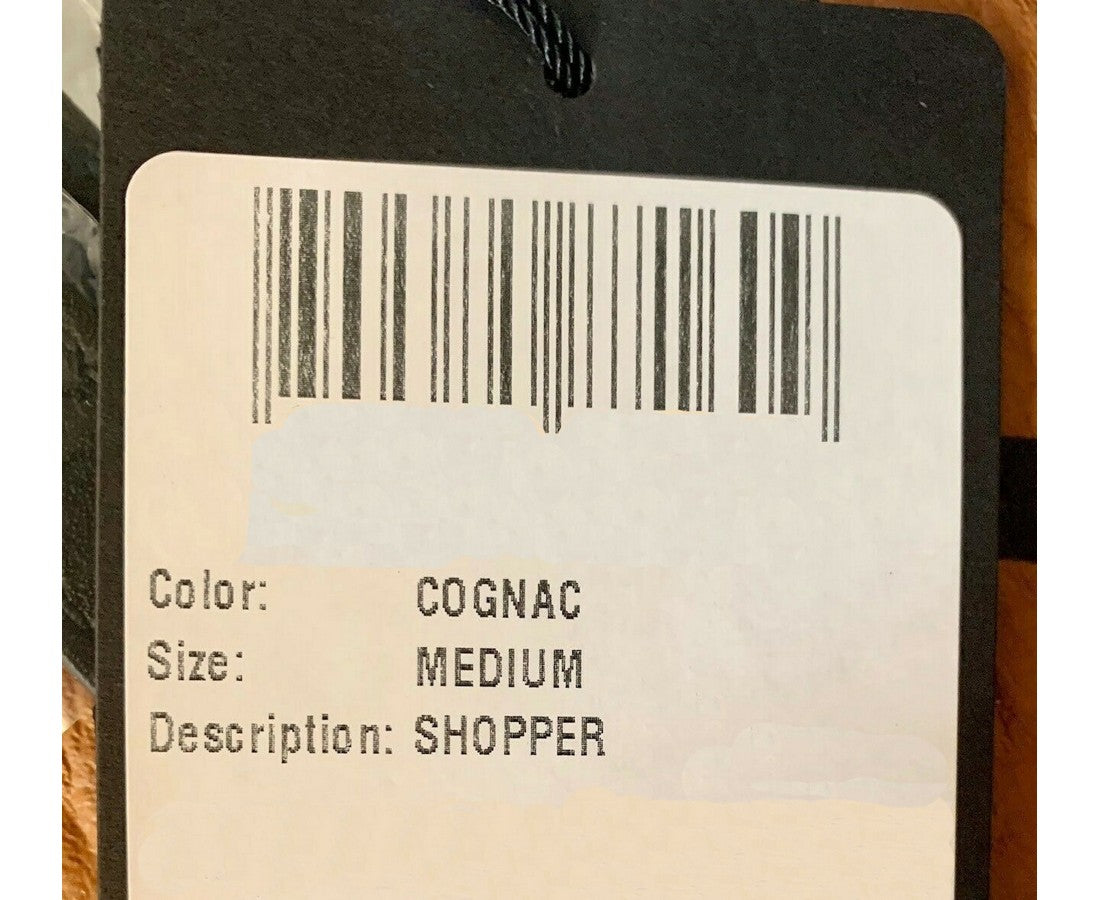 Color: COGNAC
Size: MEDIUM
Description: SHOPPER